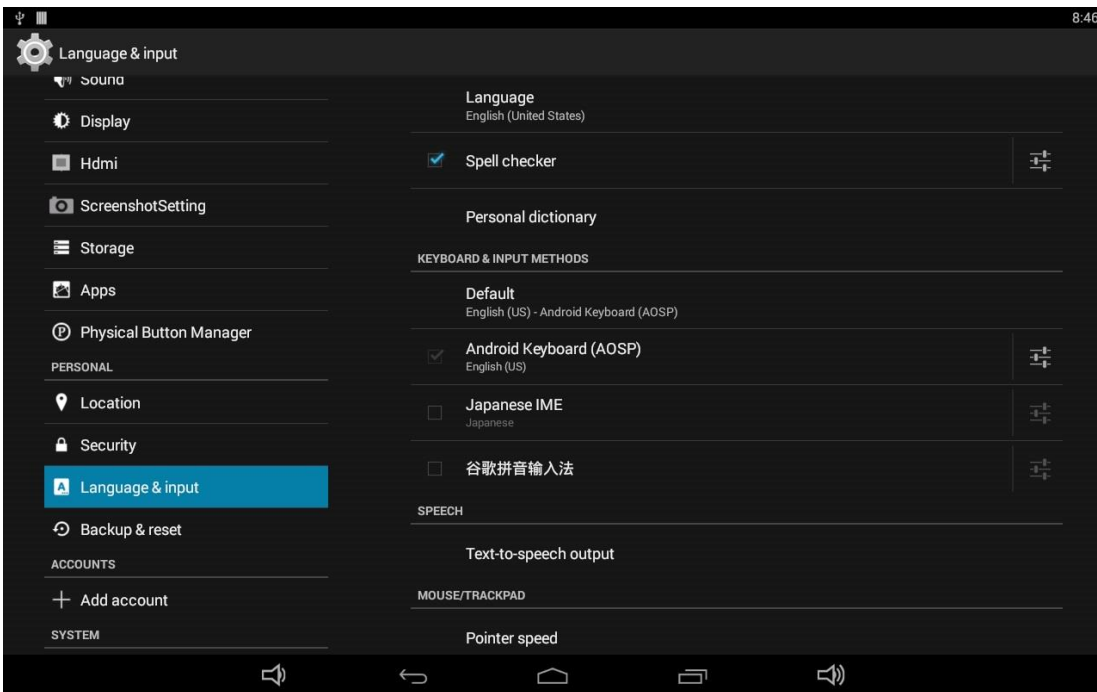 8:46
Language & input
Sound
Display
Hdmi
ScreenshotSetting
Storage
Apps
Physical Button Manager
PERSONAL
Location
Security
Language & input
Backup & reset
ACCOUNTS
Add account
SYSTEM
Language
English (United States)
Spell checker
Personal dictionary
KEYBOARD & INPUT METHODS
Default
English (US) - Android Keyboard (AOSP)
Android Keyboard (AOSP)
English (US)
Japanese IME
Japanese
谷歌拼音输入法
SPEECH
Text-to-speech output
MOUSE/TRACKPAD
Pointer speed